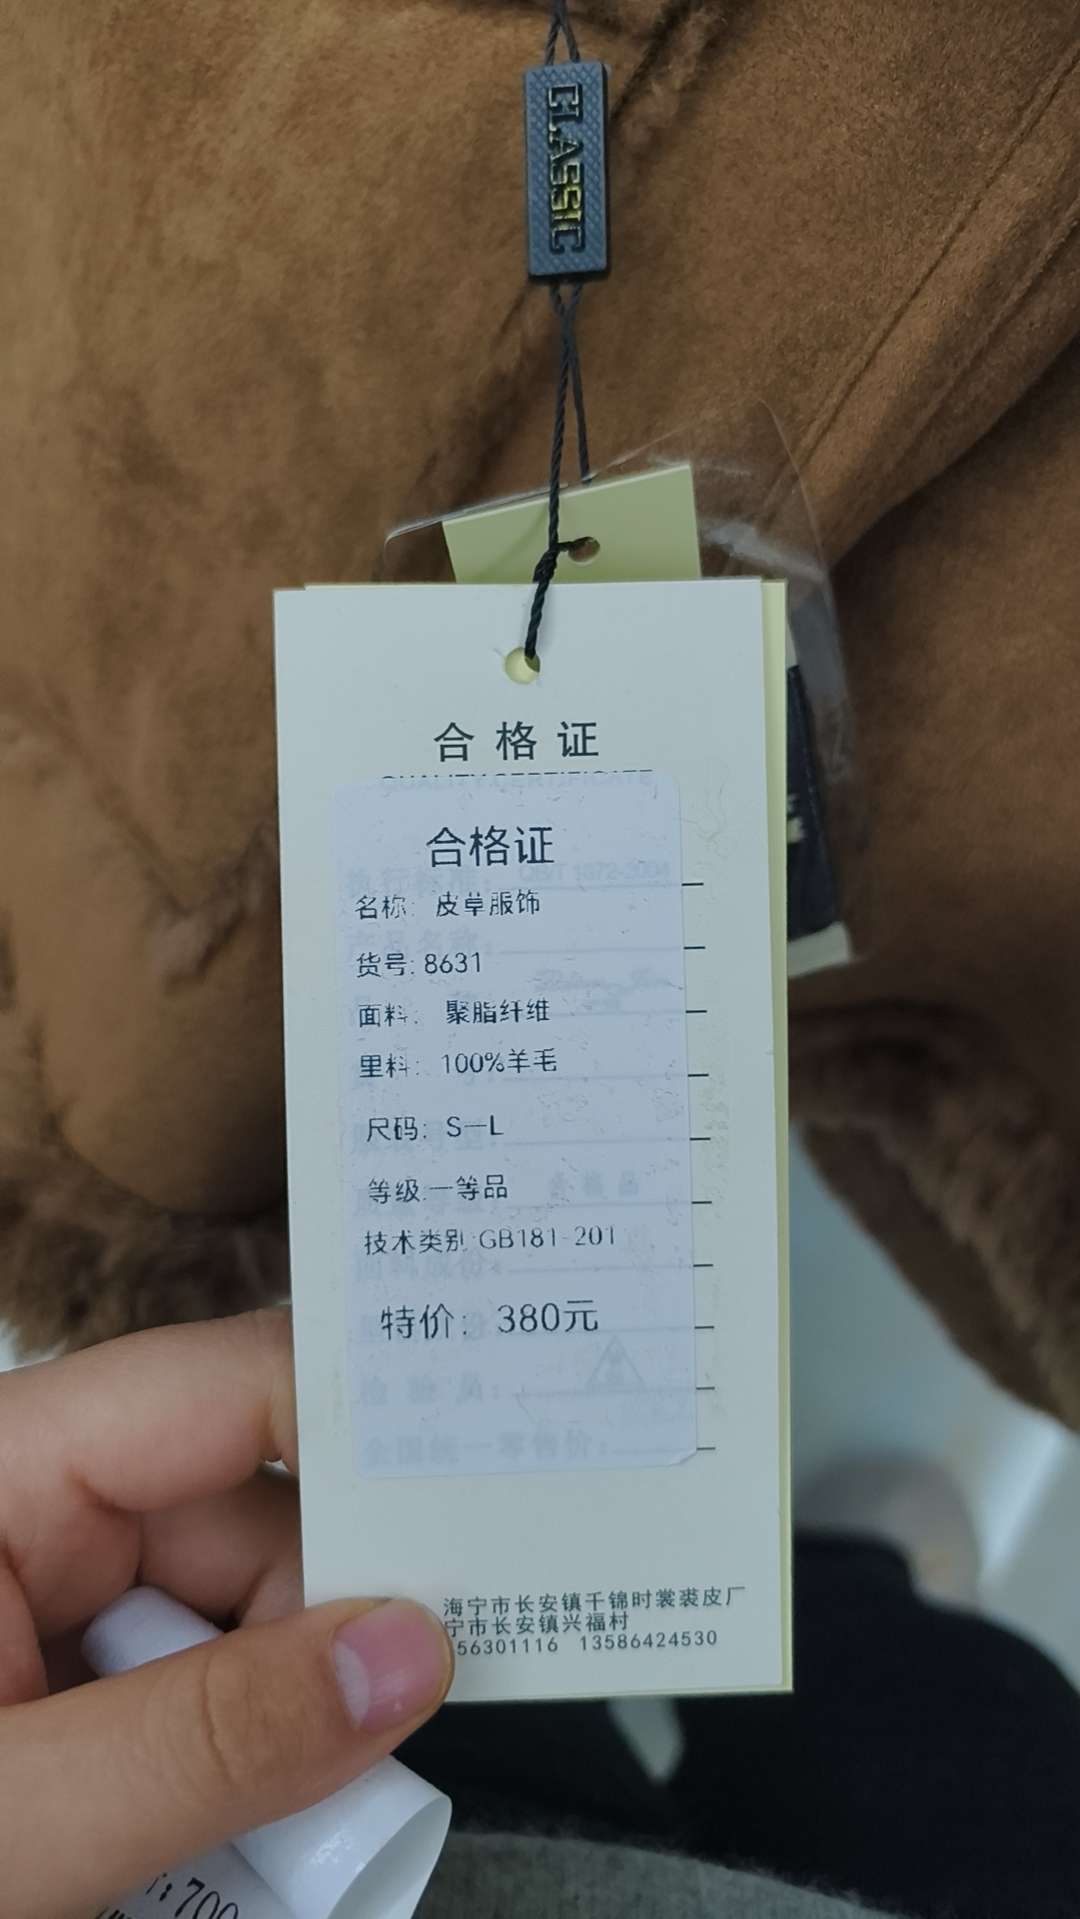 CLASSIC
合格证
QUALITY CERTIFICATE
合格证
名称: 皮草服饰
货号: 8631
面料: 聚脂纤维
里料: 100%羊毛
尺码: S—L
等级:一等品
技术类别:GB181-201
特价: 380元
海宁市长安镇千锦时裳裘皮厂
宁市长安镇兴福村
56301116 13586424530
:700